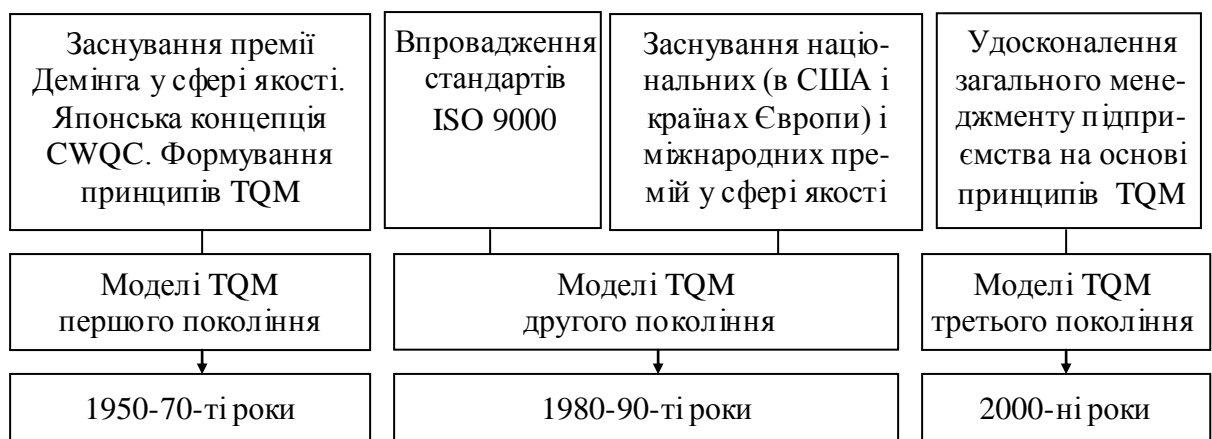 Заснування премії
Демінга у сфері якості.
Японська концепція
CWQC. Формування
принципів TQM
Впровадження
стандартів
ISO 9000
Заснування націо-
нальних (в США і
країнах Європи) і
міжнародних пре-
мій у сфері якості
Удосконалення
загального мене-
джменту підпри-
ємства на основі
принципів TQM
Моделі TQM
першого покоління
Моделі TQM
другого покоління
Моделі TQM
третього покоління
1950-70-ті роки
1980-90-ті роки
2000-ні роки